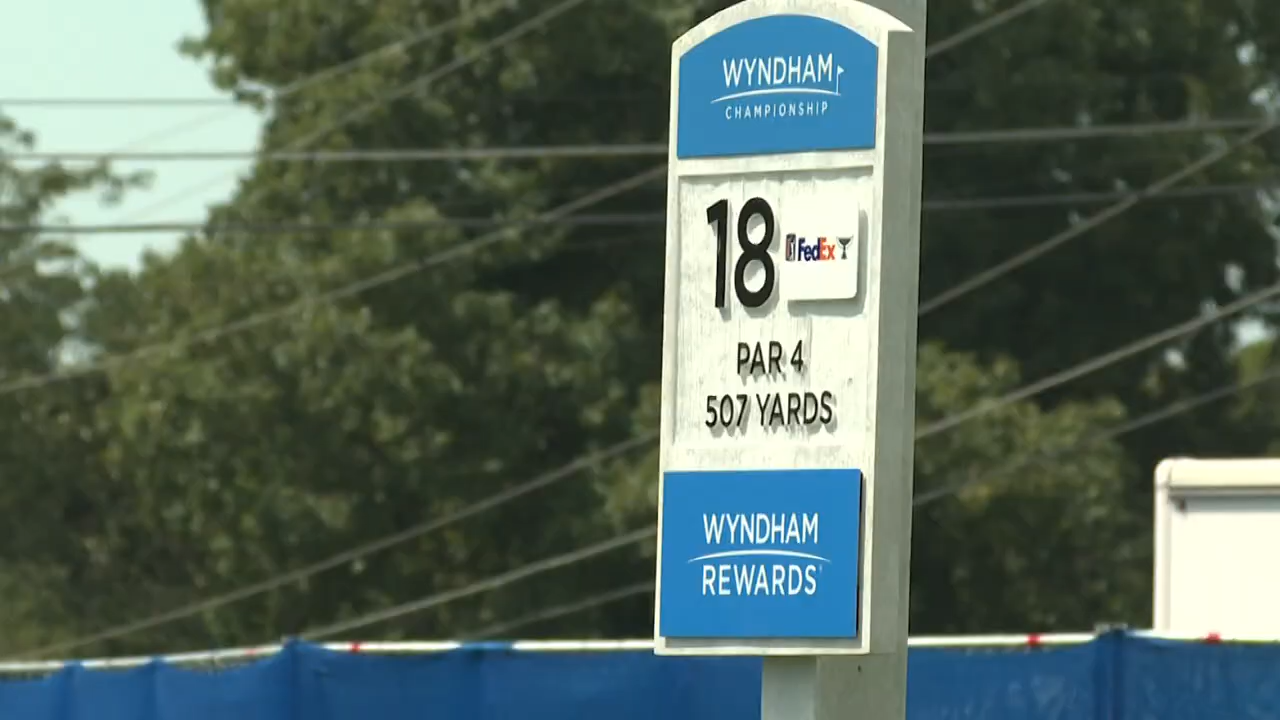 WYNDHAM
CHAMPIONSHIP
18 FedEx
PAR 4
507 YARDS
WYNDHAM
REWARDS